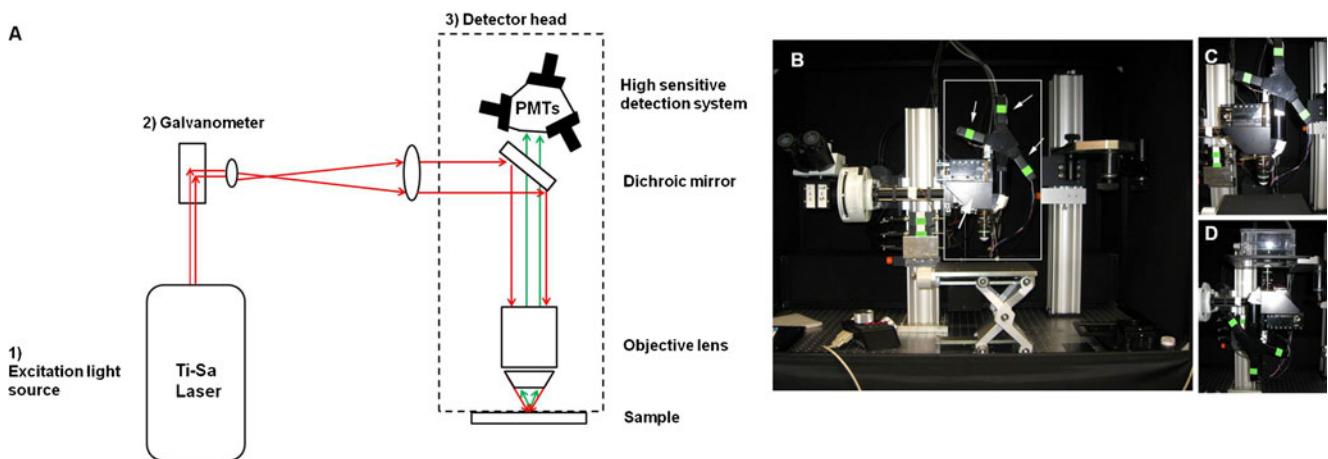 A
3) Detector head
PMTs
High sensitive
detection system
2) Galvanometer
Dichroic mirror
1)
Excitation light
source
Ti-Sa
Laser
Objective lens
Sample
B
C
D